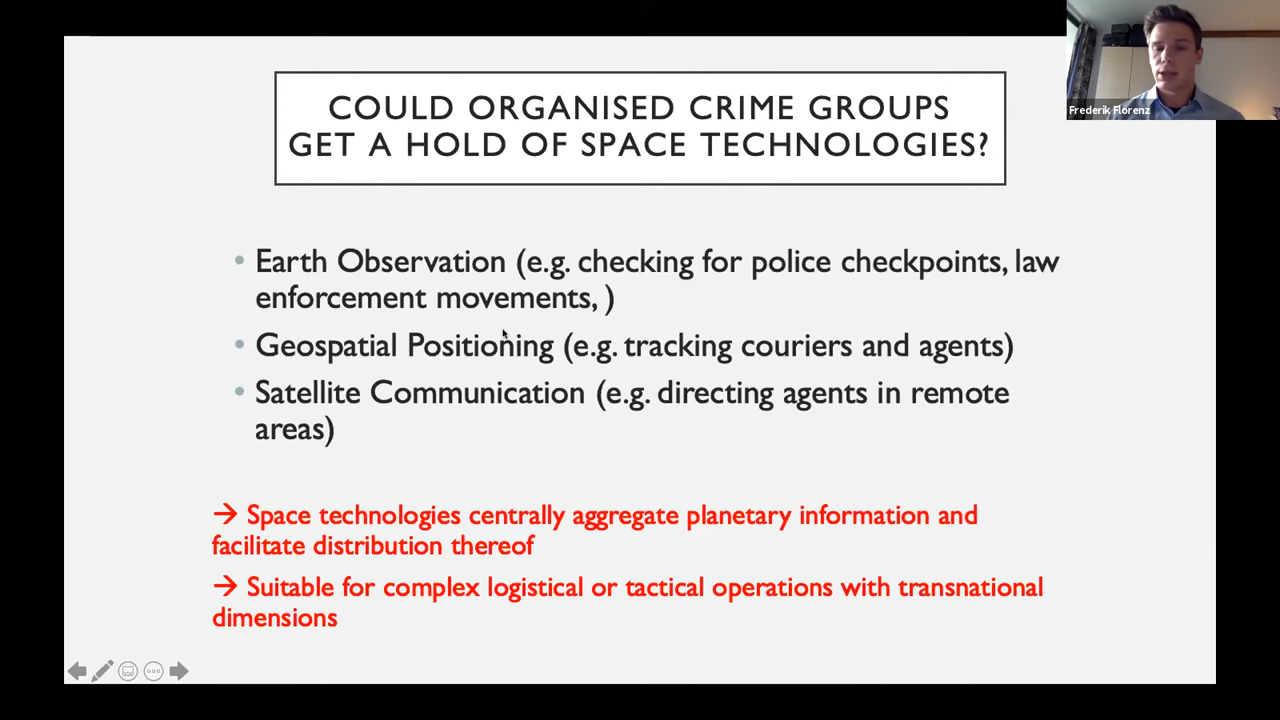 Frederik Florenz
COULD ORGANISED CRIME GROUPS
GET A HOLD OF SPACE TECHNOLOGIES?
• Earth Observation (e.g. checking for police checkpoints, law
enforcement movements, )
• Geospatial Positioning (e.g. tracking couriers and agents)
• Satellite Communication (e.g. directing agents in remote
areas)
→ Space technologies centrally aggregate planetary information and
facilitate distribution thereof
→ Suitable for complex logistical or tactical operations with transnational
dimensions